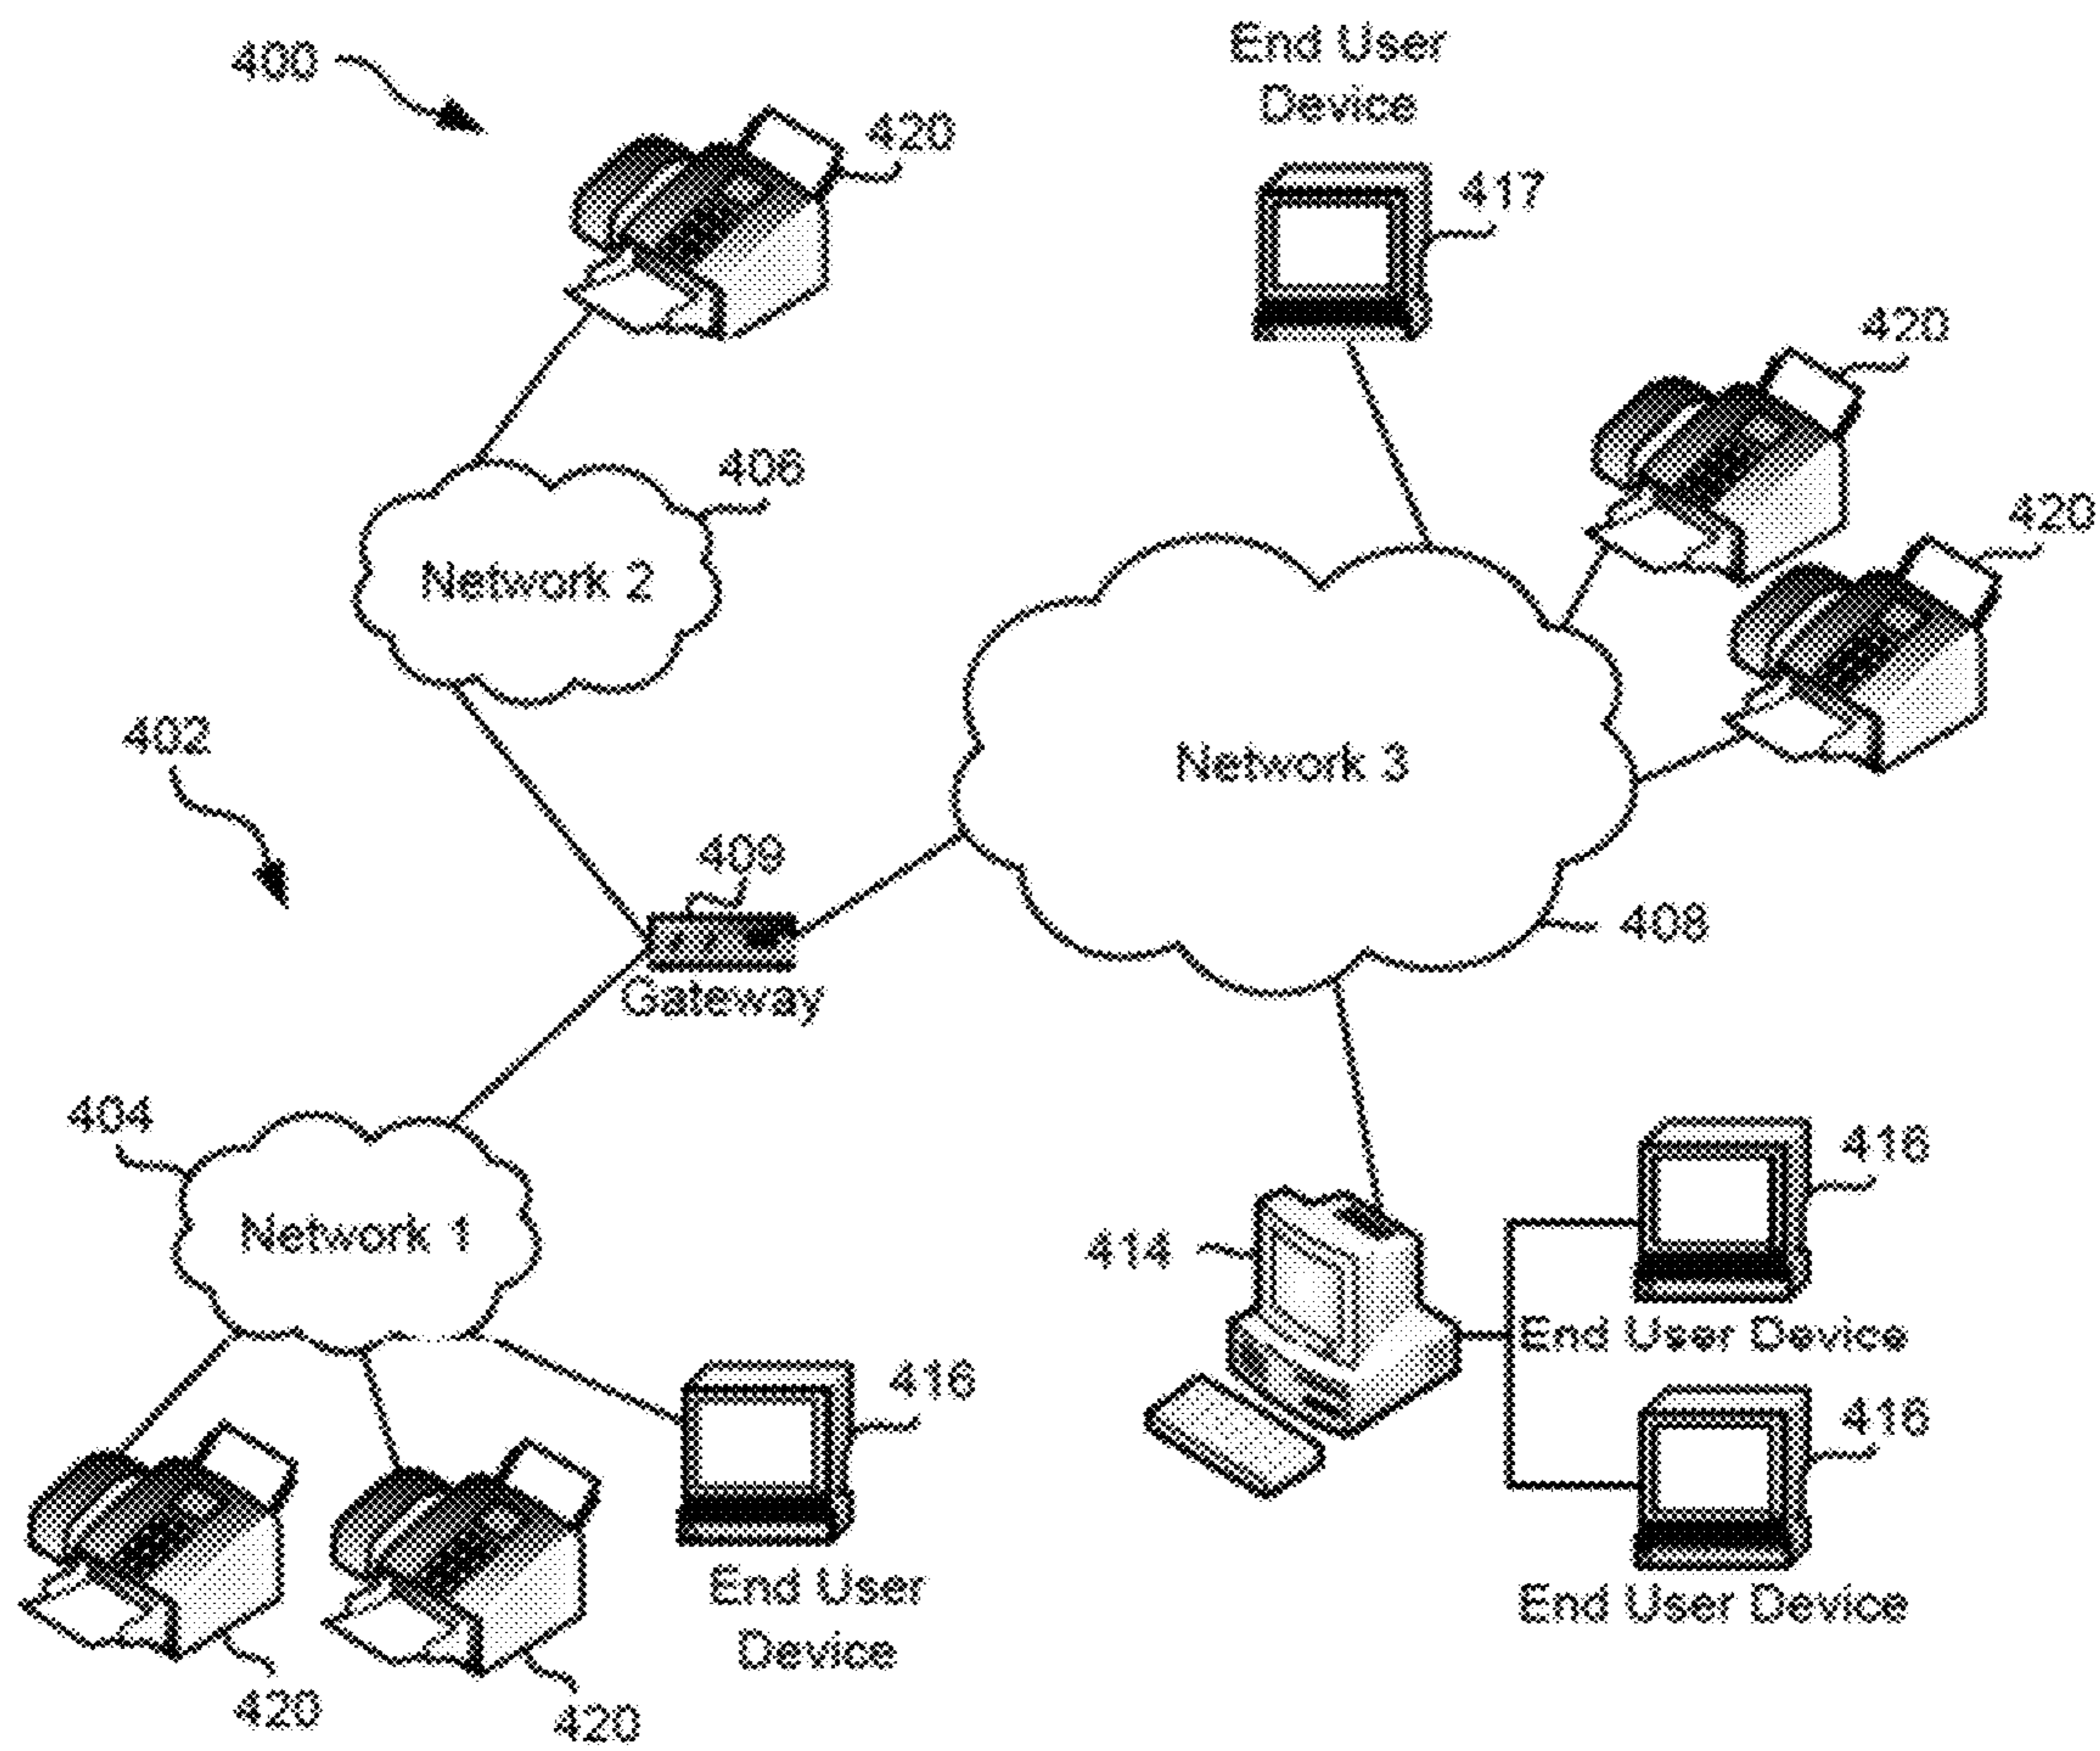 400
End User
Device
420
417
420
406
420
Network 2
402
Network 3
409
408
Gateway
404
416
Network 1
414
End User Device
416
416
End User
Device
End User Device
420
420